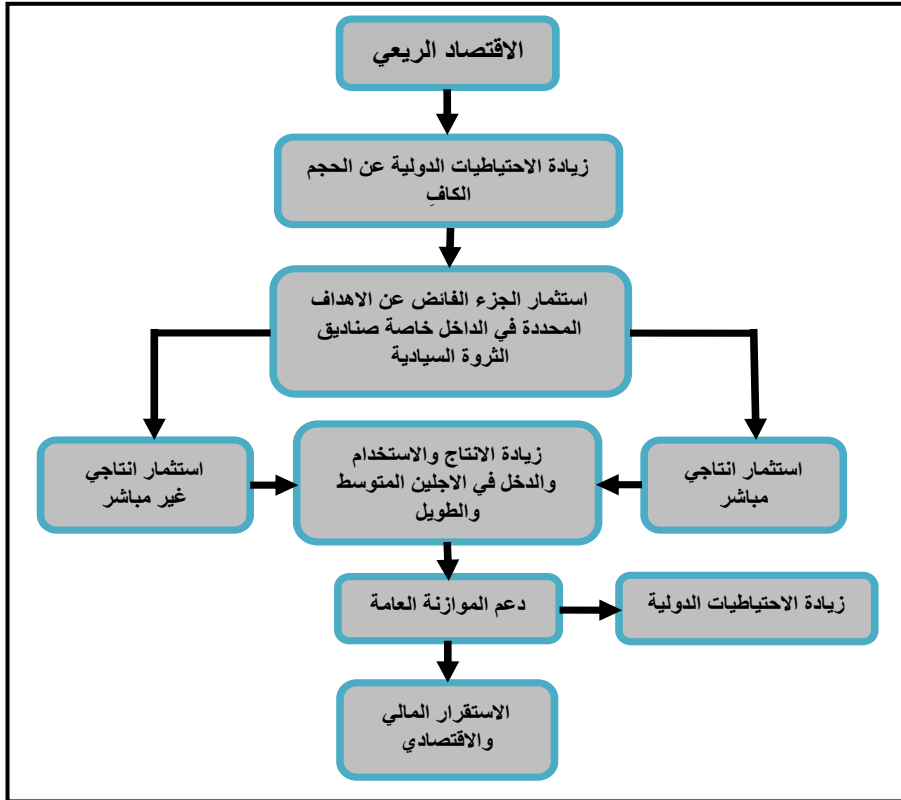 الاقتصاد الريعي
زيادة الاحتياطيات الدولية عن الحجم
الكافِ
استثمار الجزء الفائض عن الاهداف
المحددة في الداخل خاصة صناديق
الثروة السيادية
استثمار انتاجي
مباشر
زيادة الانتاج والاستخدام
والدخل في الاجلين المتوسط
والطويل
استثمار انتاجي
غير مباشر
دعم الموازنة العامة
زيادة الاحتياطيات الدولية
الاستقرار المالي
والاقتصادي